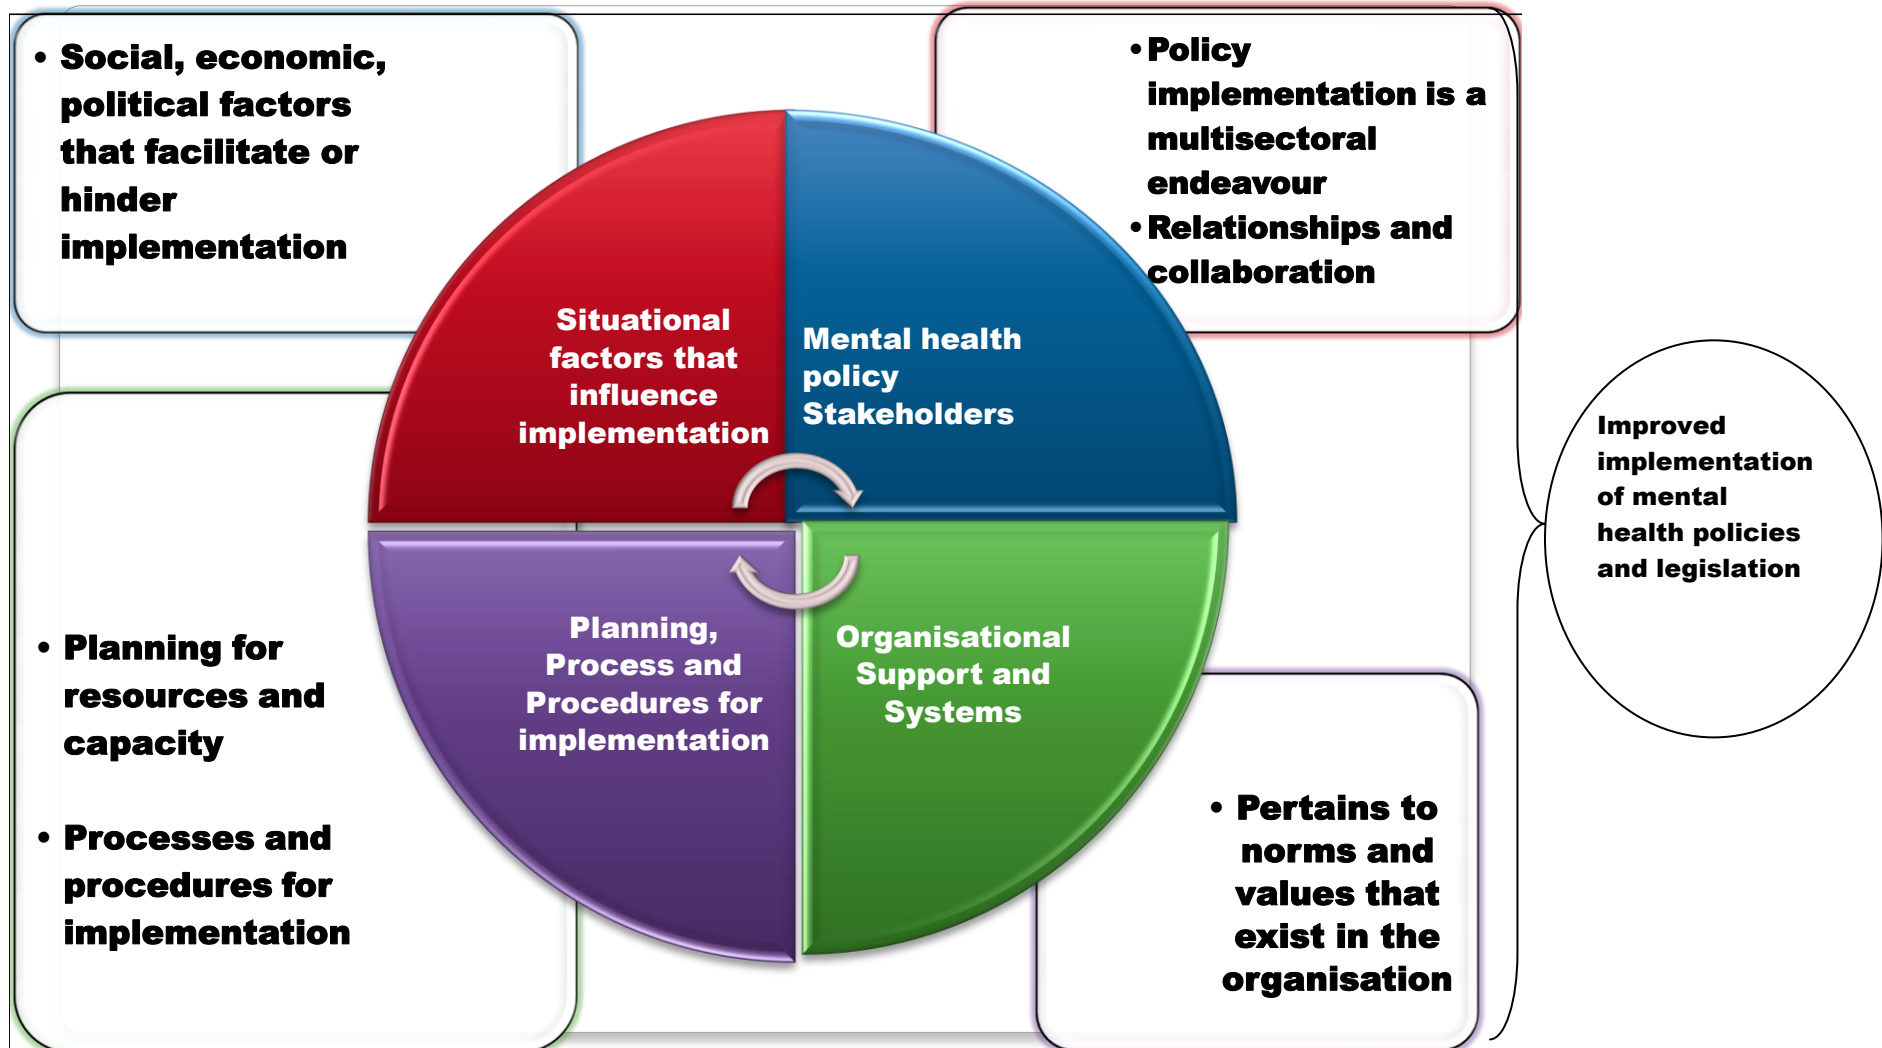 • Social, economic,
political factors
that facilitate or
hinder
implementation
• Policy
implementation is a
multisectoral
endeavour
• Relationships and
collaboration
Situational
factors that
influence
implementation
Mental health
policy
Stakeholders
Improved
implementation
of mental
health policies
and legislation
• Planning for
resources and
capacity
• Processes and
procedures for
implementation
Planning,
Process and
Procedures for
implementation
Organisational
Support and
Systems
• Pertains to
norms and
values that
exist in the
organisation